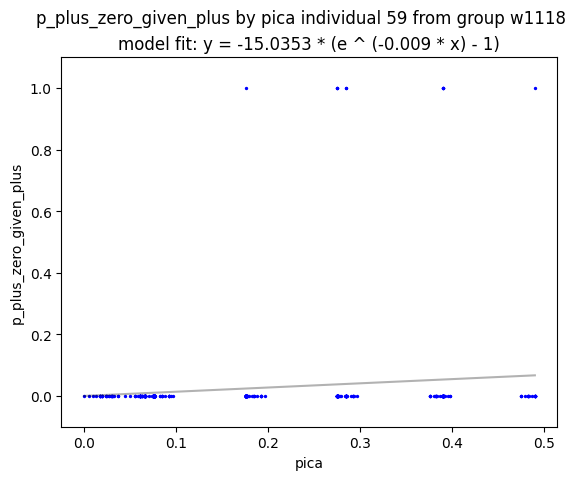 p_plus_zero_given_plus by pica individual 59 from group w1118
model fit: y = -15.0353 * (e ^ (-0.009 * x) - 1)
1.0
0.8
0.6
0.4
0.2
0.0
p_plus_zero_given_plus
0.0 0.1 0.2 0.3 0.4 0.5
pica